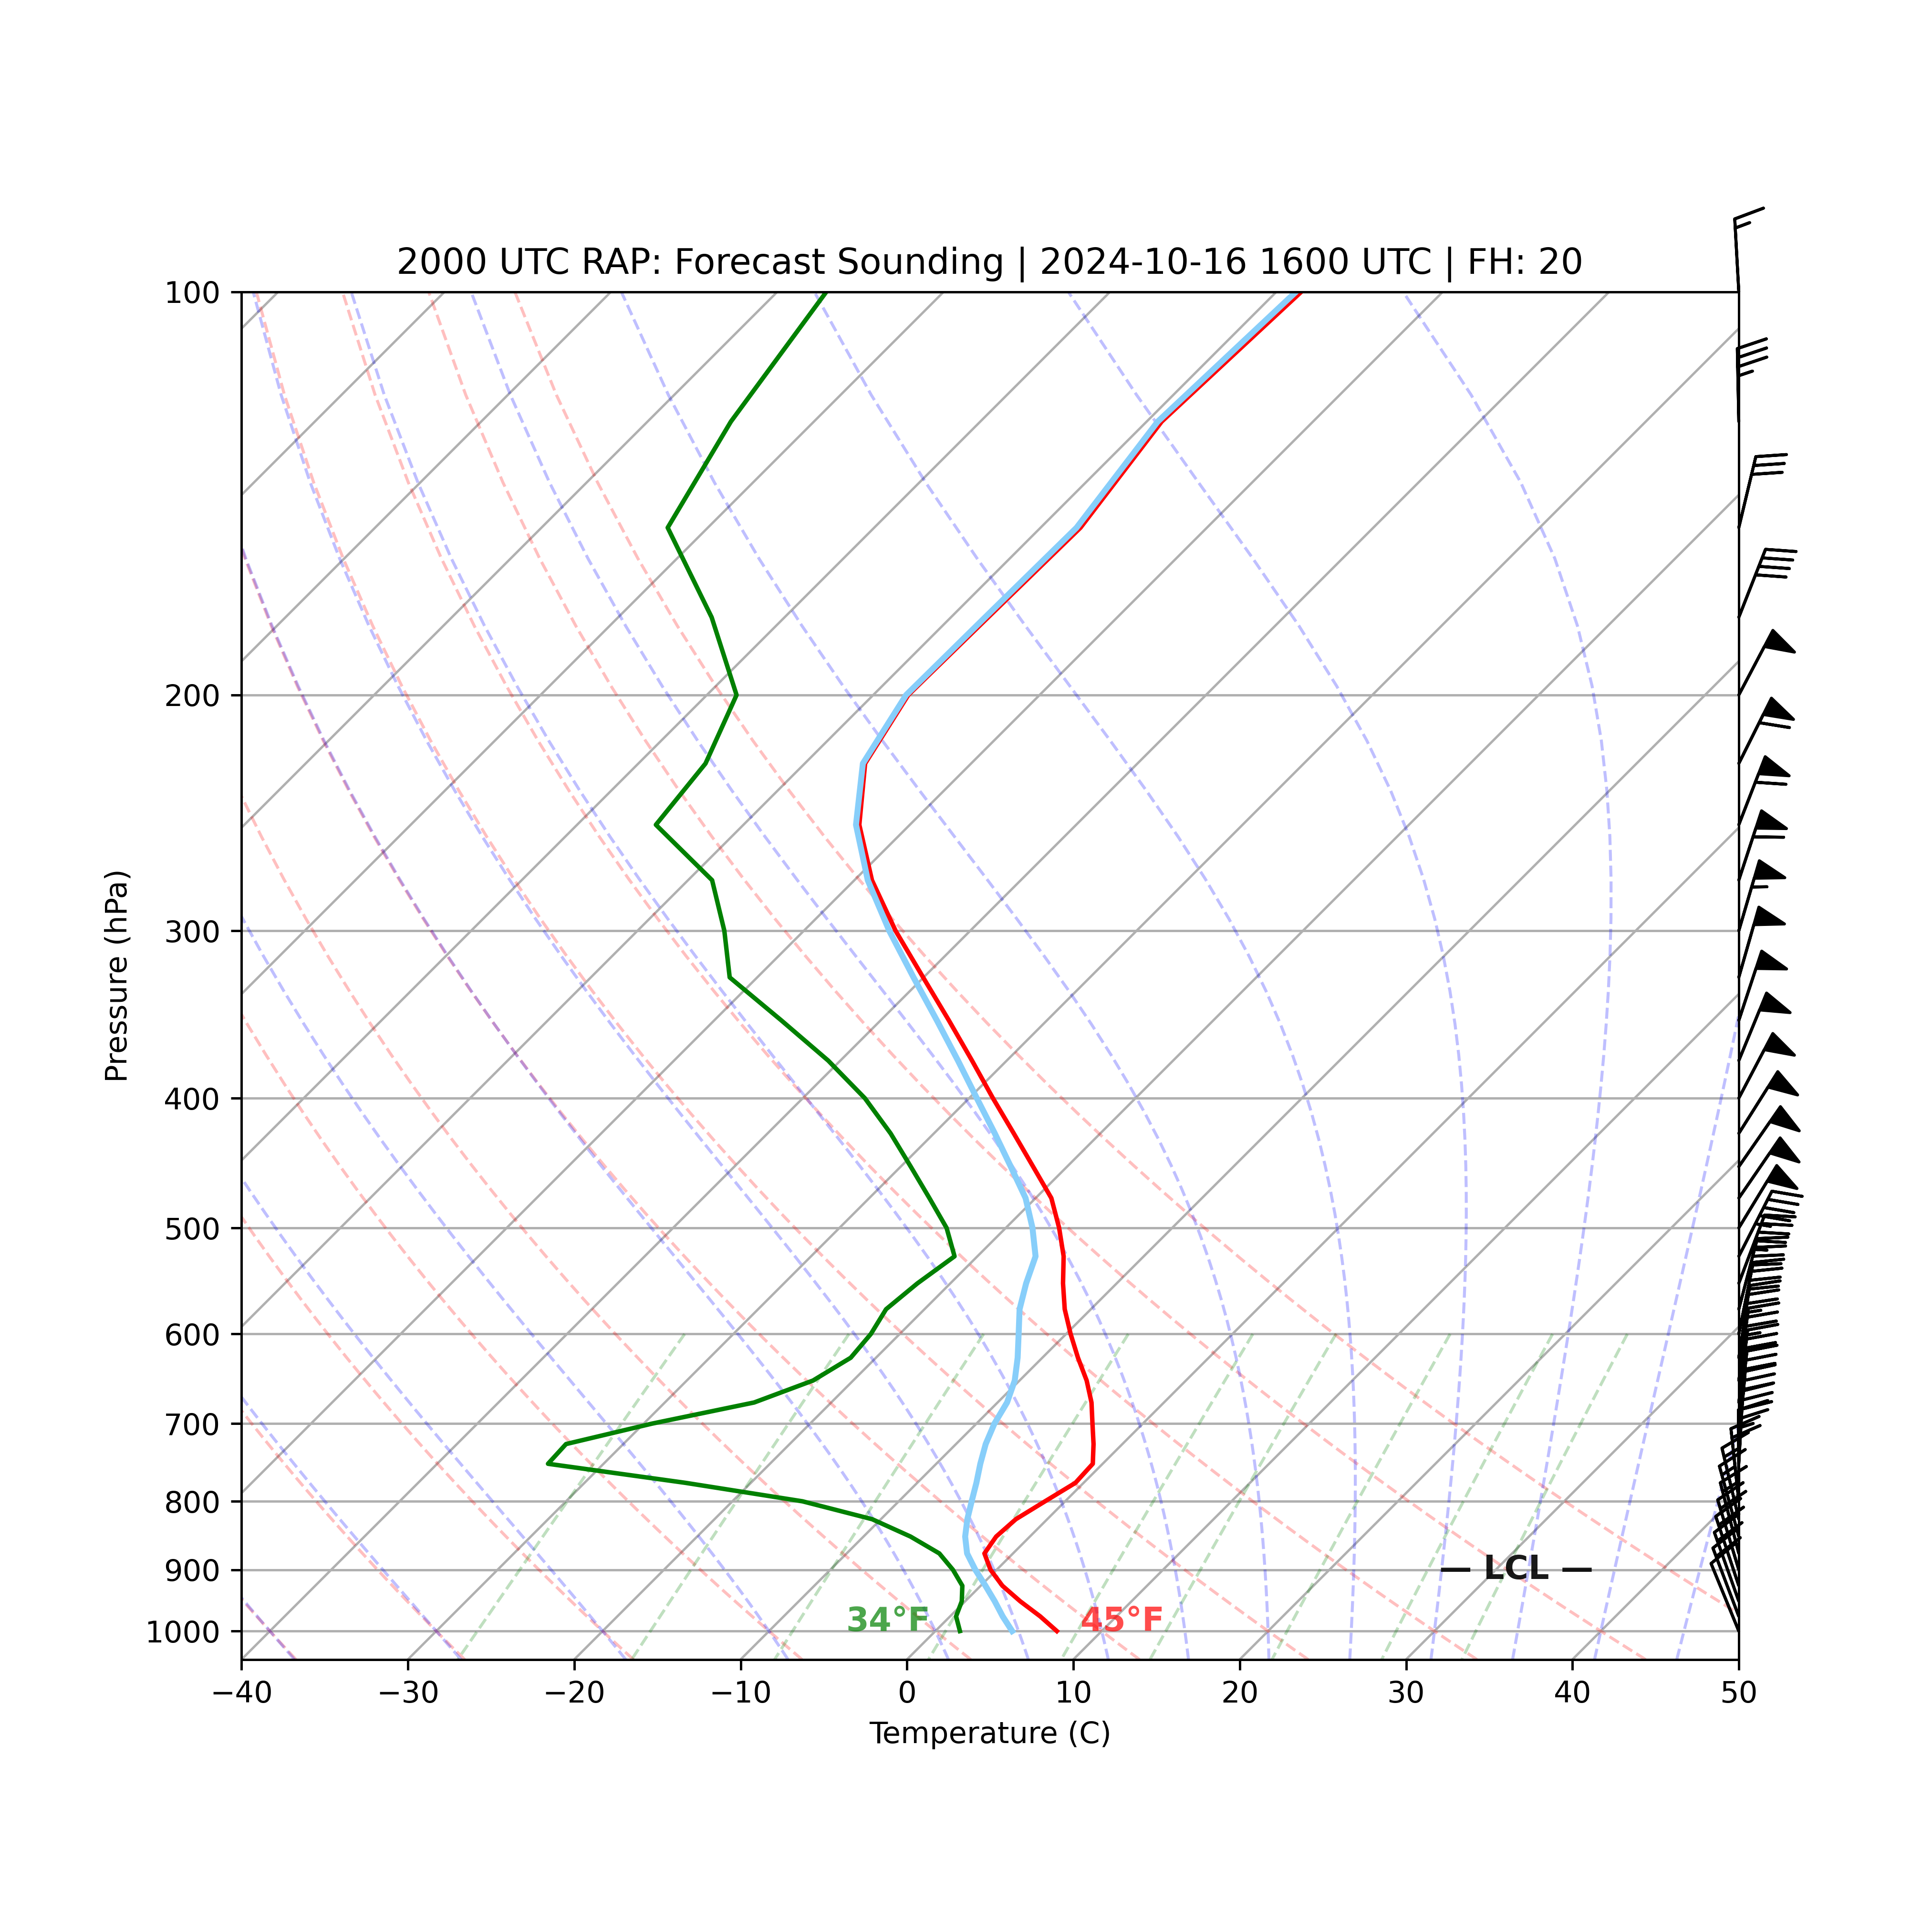 2000 UTC RAP: Forecast Sounding | 2024-10-16 1600 UTC | FH: 20
100
200
300
400
500
600
700
800
900
1000
Pressure (hPa)
— LCL —
34°F
45°F
−40 −30 −20 −10 0 10 20 30 40 50
Temperature (C)